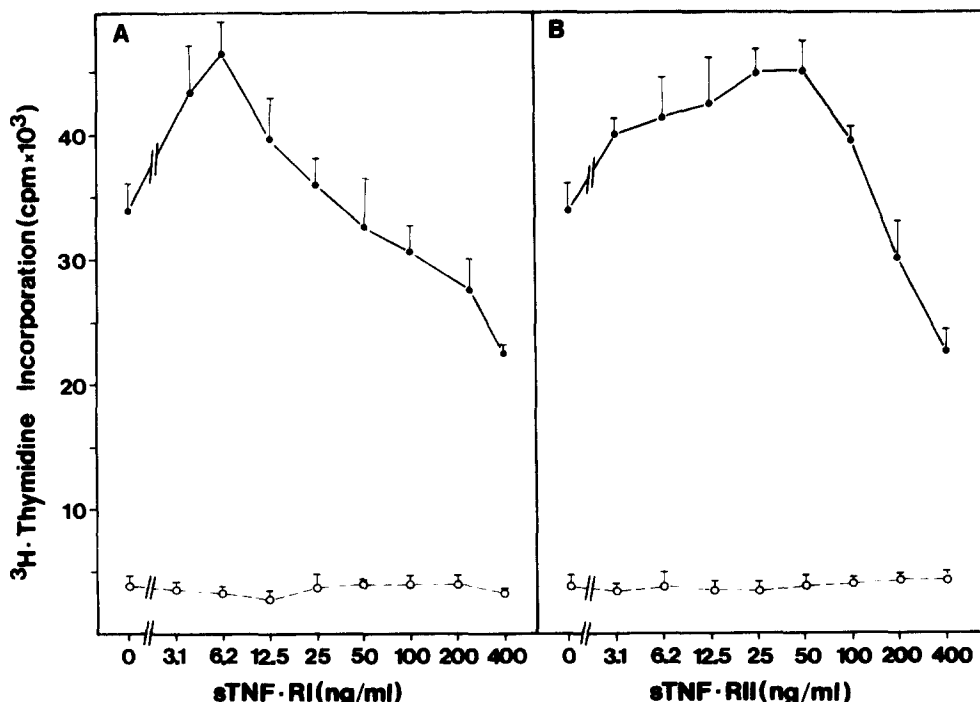 A
B
³H·Thymidine Incorporation (cpm×10³)
40
30
20
10
0 3.1 6.2 12.5 25 50 100 200 400
0 3.1 6.2 12.5 25 50 100 200 400
sTNF·RI(ng/ml)
sTNF·RII(ng/ml)